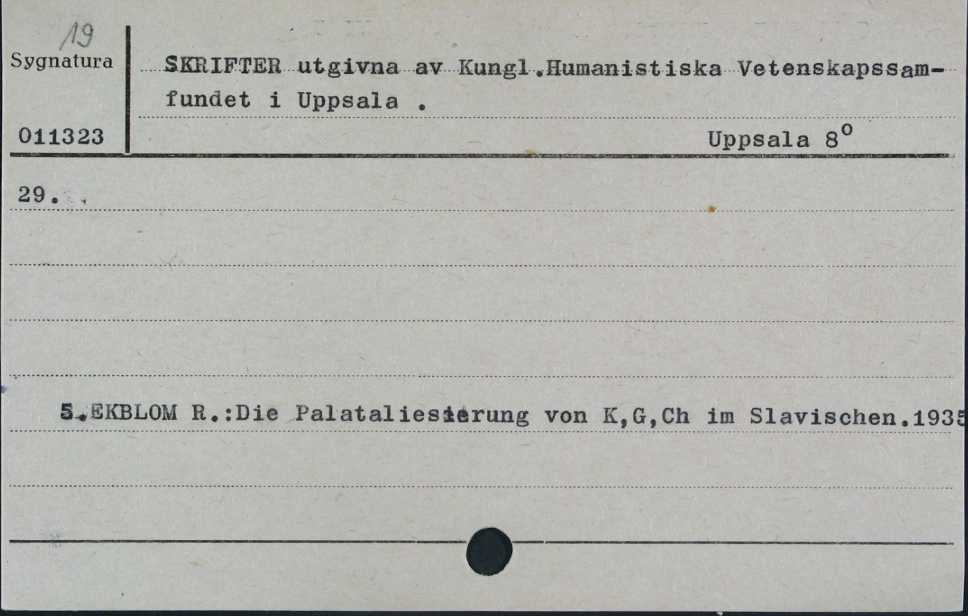 19
Sygnatura
SKRIFTER utgivna av Kungl.Humanistiska Vetenskapssam-
fundet i Uppsala .
011323
Uppsala 8o
29.
5.EKBLOM R.:Die Palataliesierung von K,G,Ch im Slavischen.1935